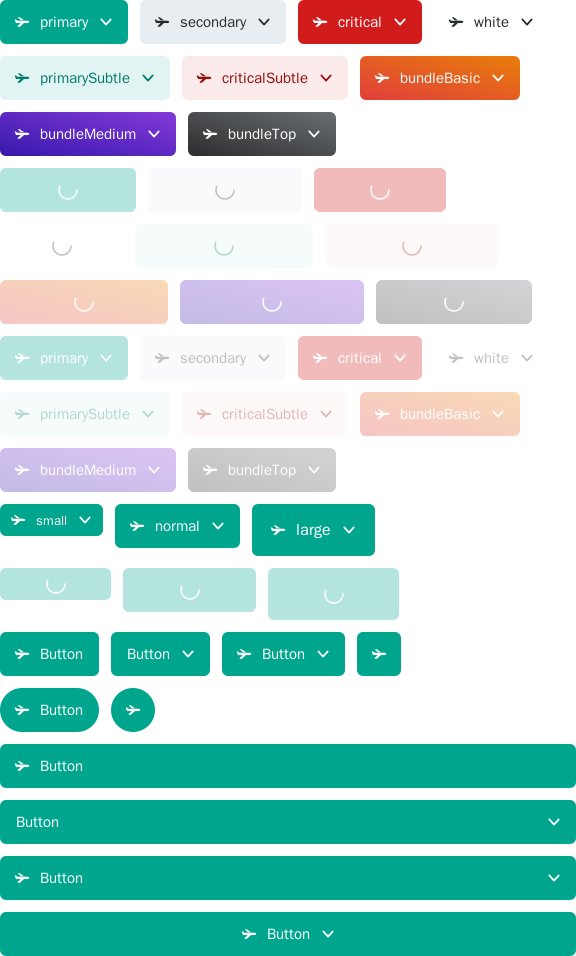 primary secondary critical white
primarySubtle criticalSubtle bundleBasic
bundleMedium bundleTop
primary secondary critical white
primarySubtle criticalSubtle bundleBasic
bundleMedium bundleTop
small normal large
Button Button Button
Button
Button
Button
Button
Button